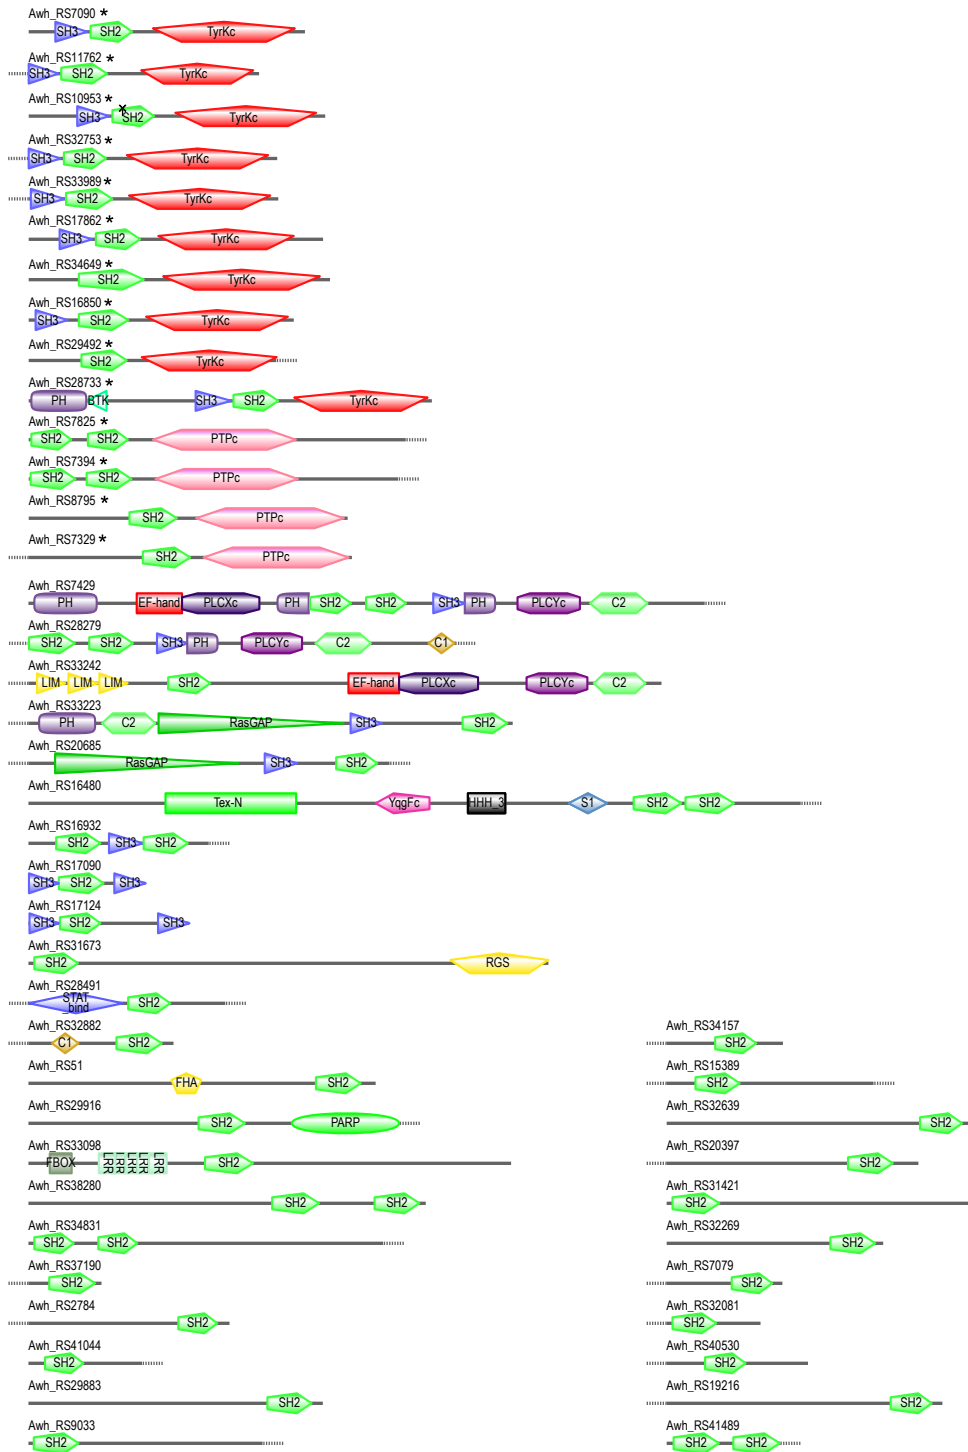 Awh_RS7090 *
SH3 SH2 TyrKc
Awh_RS11762 *
SH3 SH2 TyrKc
Awh_RS10953 *
SH3 x SH2 TyrKc
Awh_RS32753 *
SH3 SH2 TyrKc
Awh_RS33989 *
SH3 SH2 TyrKc
Awh_RS17862 *
SH3 SH2 TyrKc
Awh_RS34649 *
SH2 TyrKc
Awh_RS16850 *
SH3 SH2 TyrKc
Awh_RS29492 *
SH2 TyrKc
Awh_RS28733 *
PH BTK SH3 SH2 TyrKc
Awh_RS7825 *
SH2 SH2 PTPc
Awh_RS7394 *
SH2 SH2 PTPc
Awh_RS8795 *
SH2 PTPc
Awh_RS7329 *
SH2 PTPc
Awh_RS7429
PH EF-hand PLCXc PH SH2 SH2 SH3 PH PLCYc C2
Awh_RS28279
SH2 SH2 SH3 PH PLCYc C2 C1
Awh_RS33242
LIM LIM LIM SH2 EF-hand PLCXc PLCYc C2
Awh_RS33223
PH C2 RasGAP SH3 SH2
Awh_RS20685
RasGAP SH3 SH2
Awh_RS16480
Tex-N YqgFc HHH_3 S1 SH2 SH2
Awh_RS16932
SH2 SH3 SH2
Awh_RS17090
SH3 SH2 SH3
Awh_RS17124
SH3 SH2 SH3
Awh_RS31673
SH2 RGS
Awh_RS28491
STAT
_bind SH2
Awh_RS32882
C1 SH2
Awh_RS51
FHA SH2
Awh_RS29916
SH2 PARP
Awh_RS33098
FBOX LRR LRR LRR LRR LRR SH2
Awh_RS38280
SH2 SH2
Awh_RS34831
SH2 SH2
Awh_RS37190
SH2
Awh_RS2784
SH2
Awh_RS41044
SH2
Awh_RS29883
SH2
Awh_RS9033
SH2
Awh_RS34157
SH2
Awh_RS15389
SH2
Awh_RS32639
SH2
Awh_RS20397
SH2
Awh_RS31421
SH2
Awh_RS32269
SH2
Awh_RS7079
SH2
Awh_RS32081
SH2
Awh_RS40530
SH2
Awh_RS19216
SH2
Awh_RS41489
SH2 SH2